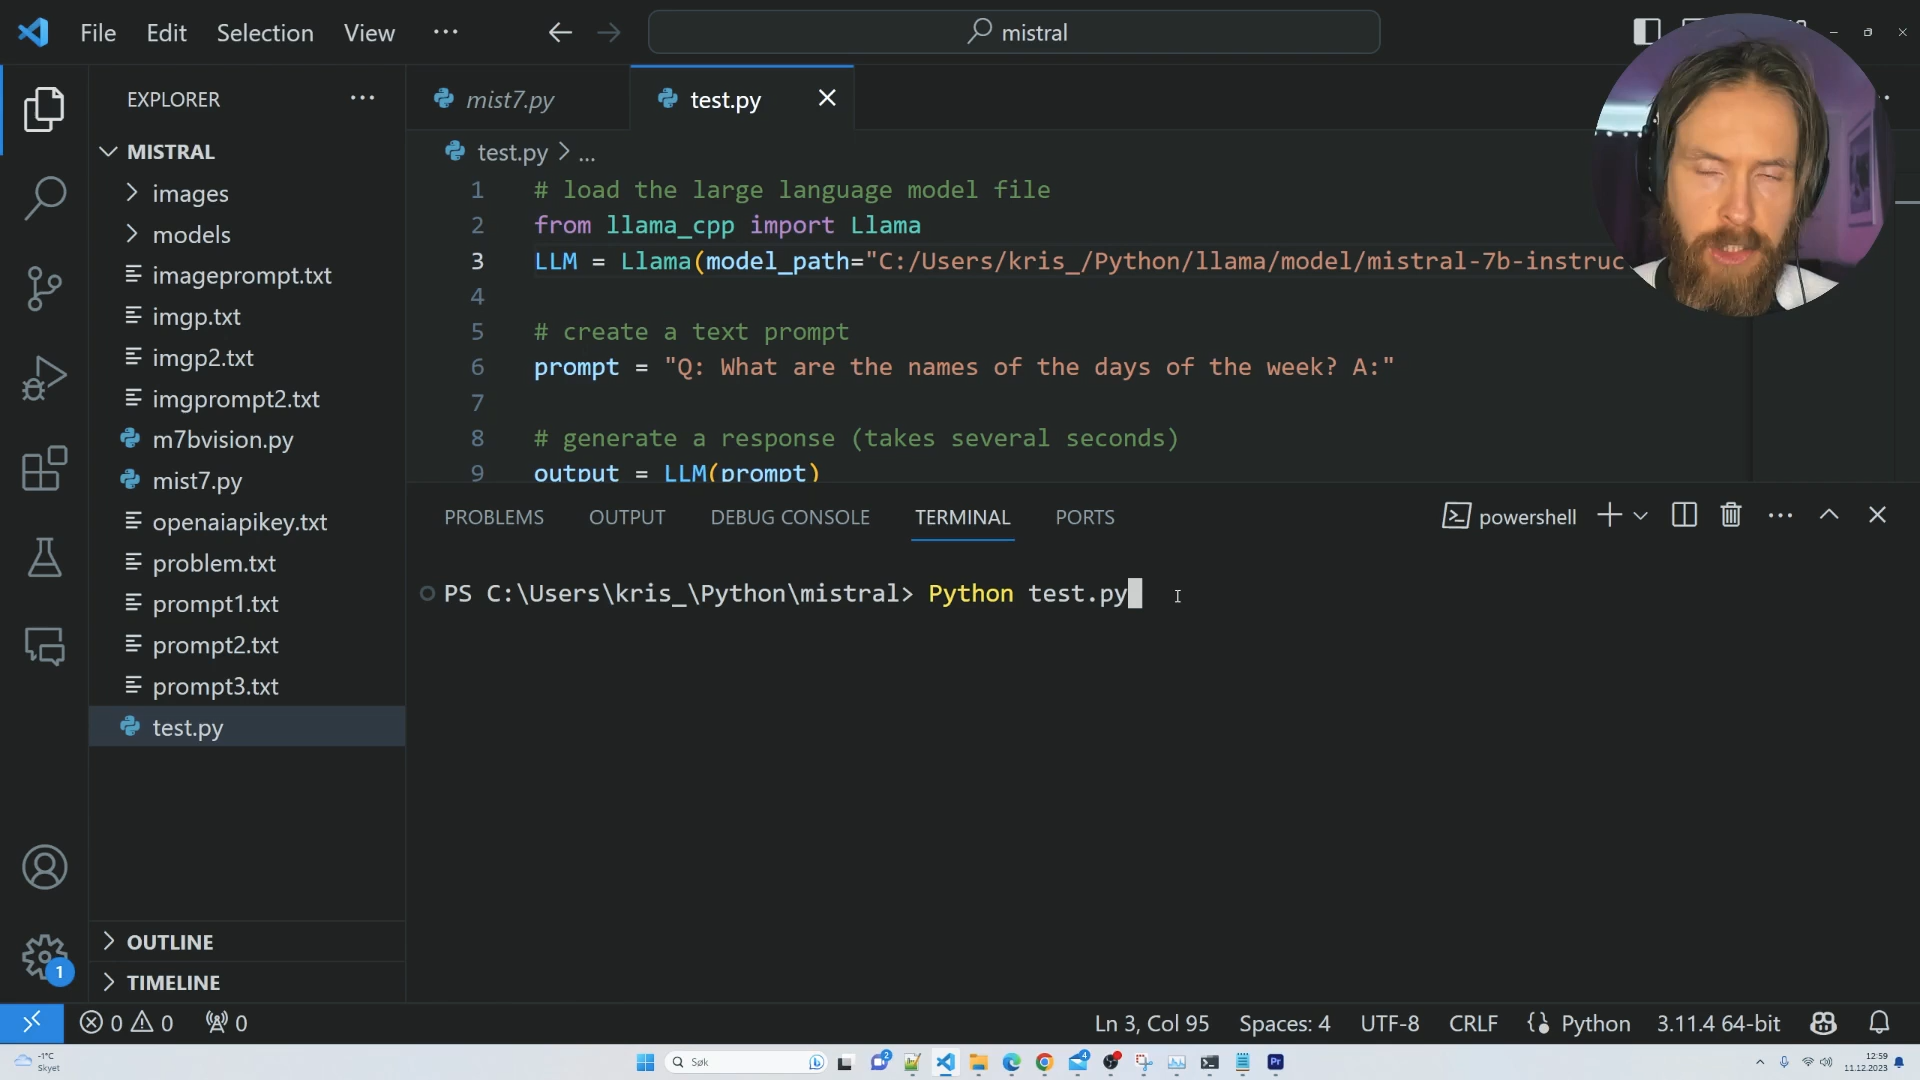 File Edit Selection View ...
mistral
EXPLORER ...
MISTRAL
images
models
imageprompt.txt
imgp.txt
imgp2.txt
imgprompt2.txt
m7bvision.py
mist7.py
openaiapikey.txt
problem.txt
prompt1.txt
prompt2.txt
prompt3.txt
test.py
OUTLINE
TIMELINE
mist7.py test.py
test.py > ...
1 # load the large language model file
2 from llama_cpp import Llama
3 LLM = Llama(model_path="C:/Users/kris_/Python/llama/model/mistral-7b-instruc
4
5 # create a text prompt
6 prompt = "Q: What are the names of the days of the week? A:"
7
8 # generate a response (takes several seconds)
9 output = LLM(prompt)
PROBLEMS OUTPUT DEBUG CONSOLE TERMINAL PORTS powershell
PS C:\Users\kris_\Python\mistral> Python test.py
1
0 0 0 Ln 3, Col 95 Spaces: 4 UTF-8 CRLF Python 3.11.4 64-bit
-1°C
Skyet
Søk
2
4
Pr
12:59
11.12.2023